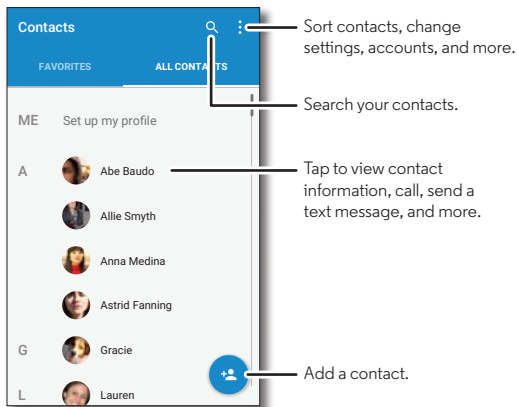 Contacts
Sort contacts, change
settings, accounts, and more.
FAVORITES
ALL CONTACTS
Search your contacts.
ME
Set up my profile
A
Abe Baudo
Tap to view contact
information, call, send a
text message, and more.
Allie Smyth
Anna Medina
Astrid Fanning
G
Gracie
Add a contact.
L
Lauren